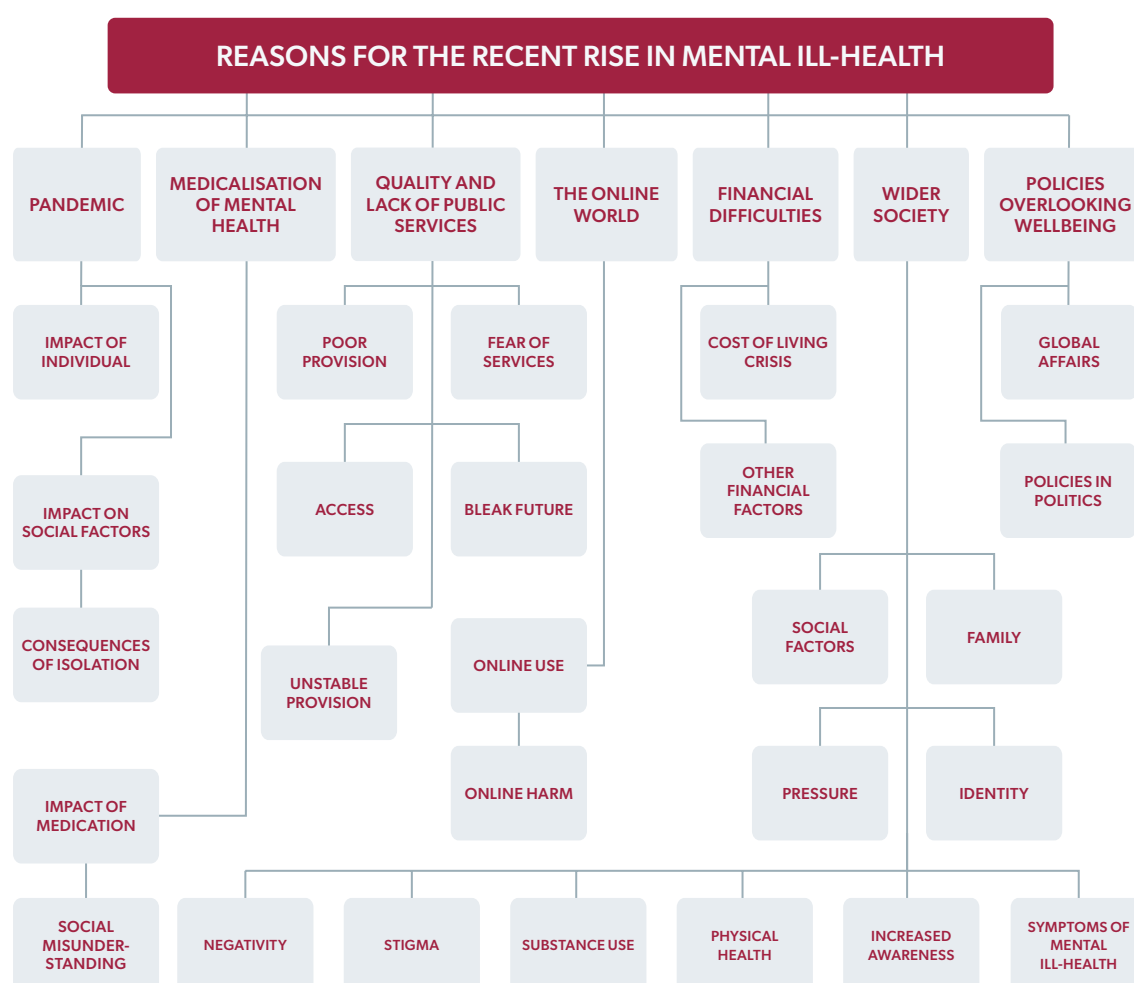 REASONS FOR THE RECENT RISE IN MENTAL ILL-HEALTH
PANDEMIC
MEDICALISATION
OF MENTAL
HEALTH
QUALITY AND
LACK OF PUBLIC
SERVICES
THE ONLINE
WORLD
FINANCIAL
DIFFICULTIES
WIDER
SOCIETY
POLICIES
OVERLOOKING
WELLBEING
IMPACT OF
INDIVIDUAL
POOR
PROVISION
FEAR OF
SERVICES
COST OF LIVING
CRISIS
GLOBAL
AFFAIRS
IMPACT ON
SOCIAL FACTORS
ACCESS
BLEAK FUTURE
OTHER
FINANCIAL
FACTORS
POLICIES IN
POLITICS
CONSEQUENCES
OF ISOLATION
UNSTABLE
PROVISION
ONLINE USE
SOCIAL
FACTORS
FAMILY
IMPACT OF
MEDICATION
ONLINE HARM
PRESSURE
IDENTITY
SOCIAL
MISUNDER-
STANDING
NEGATIVITY
STIGMA
SUBSTANCE USE
PHYSICAL
HEALTH
INCREASED
AWARENESS
SYMPTOMS OF
MENTAL
ILL-HEALTH